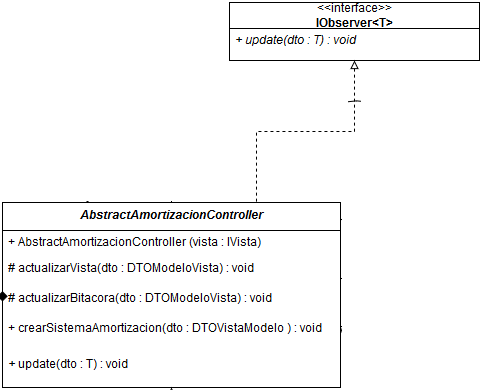 <<interface>>
IObserver<T>
+ update(dto : T) : void
AbstractAmortizacionController
+ AbstractAmortizacionController (vista : IVista)
# actualizarVista(dto : DTOModeloVista) : void
# actualizarBitacora(dto : DTOModeloVista) : void
+ crearSistemaAmortizacion(dto : DTOVistaModelo ) : void
+ update(dto : T) : void